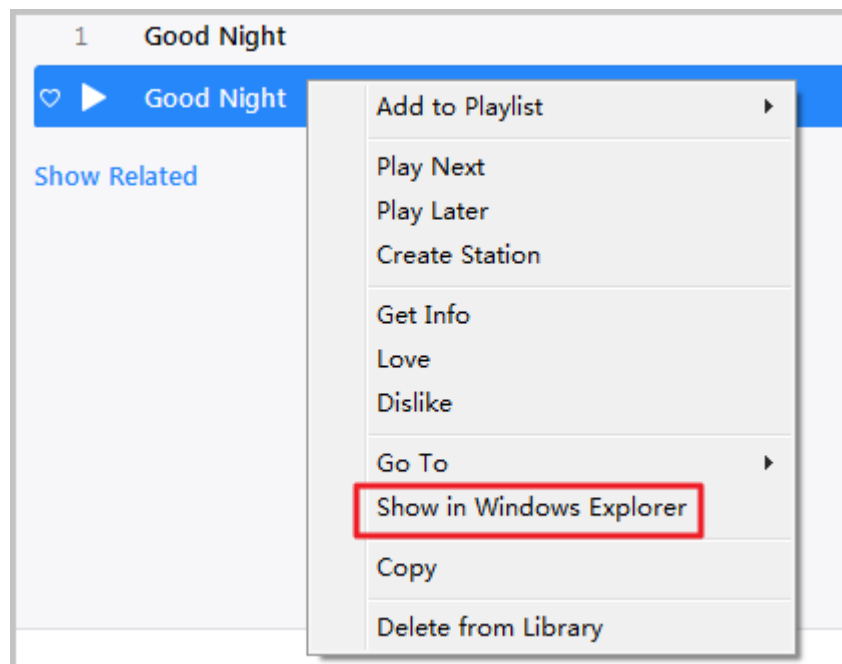 1 Good Night
Good Night
Show Related
Add to Playlist
Play Next
Play Later
Create Station
Get Info
Love
Dislike
Go To
Show in Windows Explorer
Copy
Delete from Library